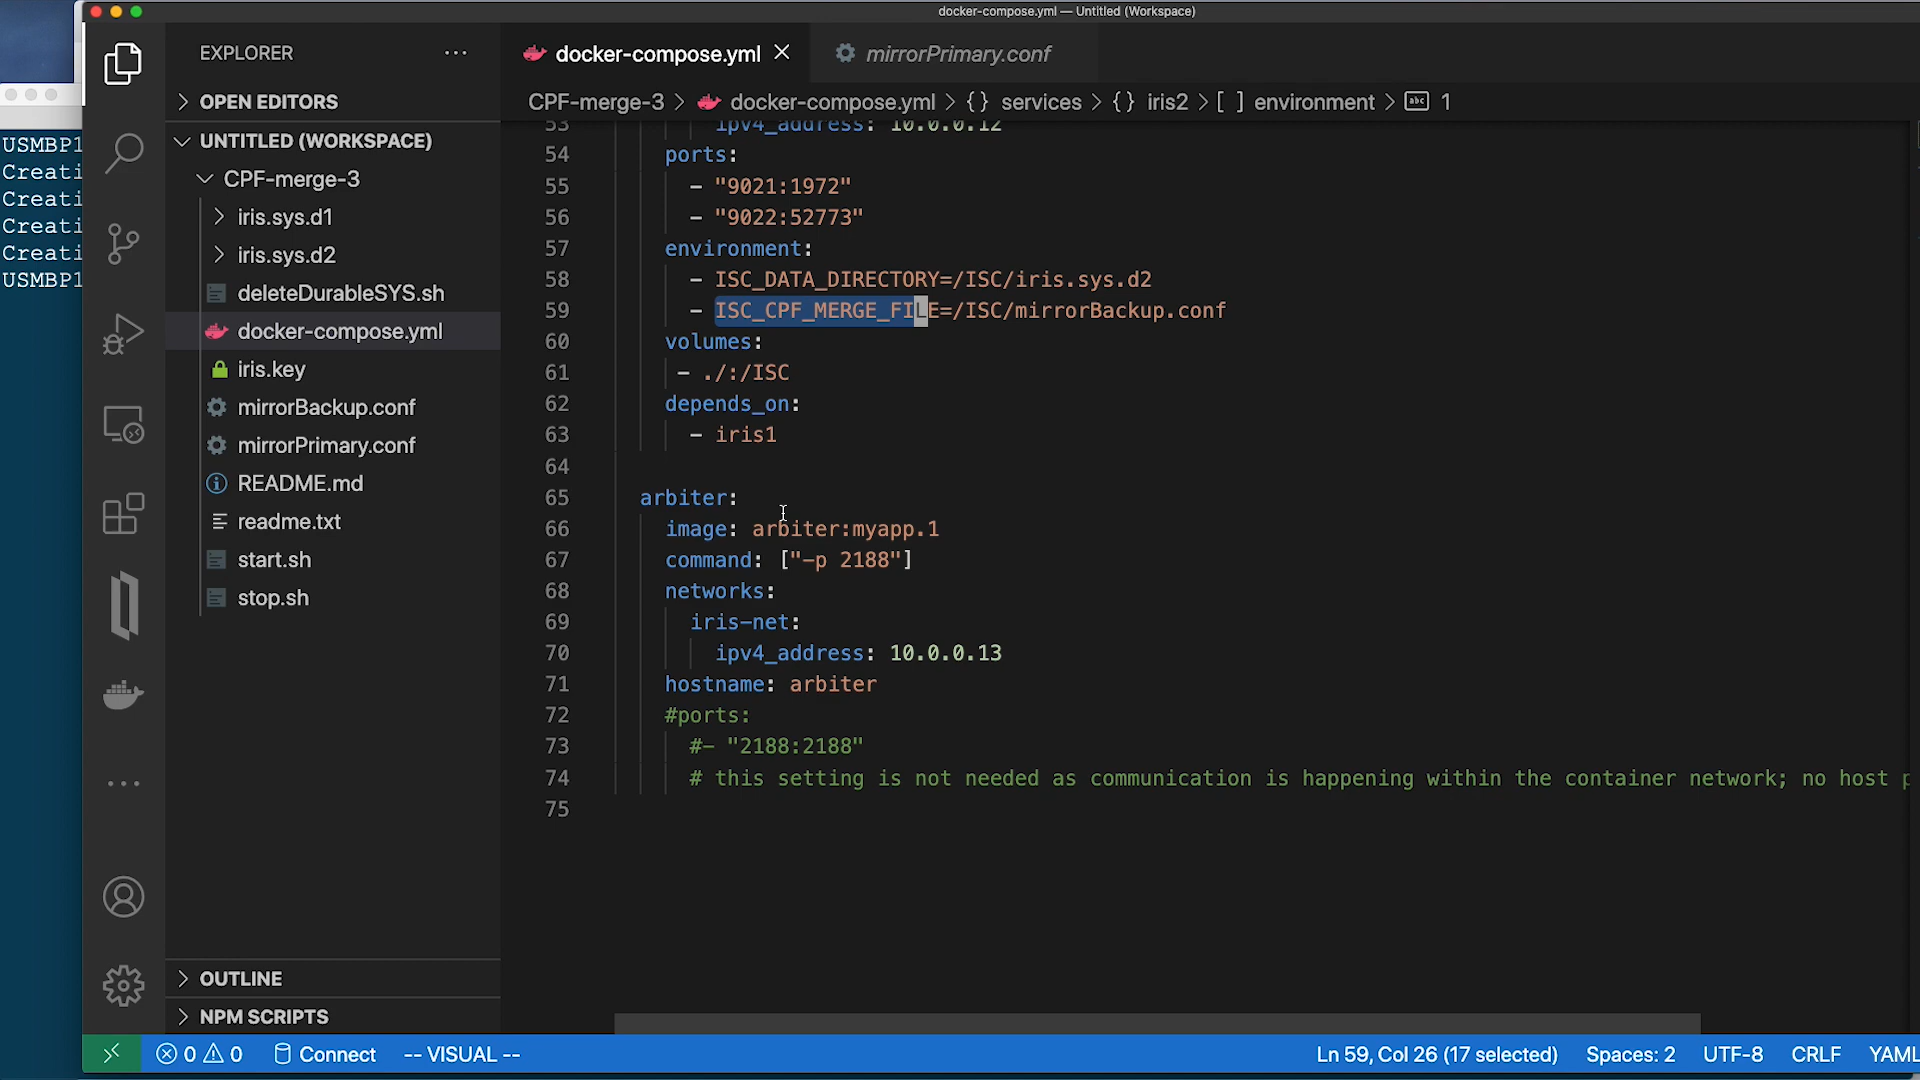 docker-compose.yml — Untitled (Workspace)
USMBP1
Creati
Creati
Creati
Creati
USMBP1
EXPLORER
OPEN EDITORS
UNTITLED (WORKSPACE)
CPF-merge-3
iris.sys.d1
iris.sys.d2
deleteDurableSYS.sh
docker-compose.yml
iris.key
mirrorBackup.conf
mirrorPrimary.conf
README.md
readme.txt
start.sh
stop.sh
OUTLINE
NPM SCRIPTS
docker-compose.yml mirrorPrimary.conf
CPF-merge-3 > docker-compose.yml > {} services > {} iris2 > [ ] environment > abc 1
53 ipv4_address: 10.0.0.12
54 ports:
55 - "9021:1972"
56 - "9022:52773"
57 environment:
58 - ISC_DATA_DIRECTORY=/ISC/iris.sys.d2
59 - ISC_CPF_MERGE_FILE=/ISC/mirrorBackup.conf
60 volumes:
61 - ./:/ISC
62 depends_on:
63 - iris1
64
65 arbiter:
66 image: arbiter:myapp.1
67 command: ["-p 2188"]
68 networks:
69 iris-net:
70 ipv4_address: 10.0.0.13
71 hostname: arbiter
72 #ports:
73 #- "2188:2188"
74 # this setting is not needed as communication is happening within the container network; no host p
75
0 0 Connect -- VISUAL -- Ln 59, Col 26 (17 selected) Spaces: 2 UTF-8 CRLF YAML